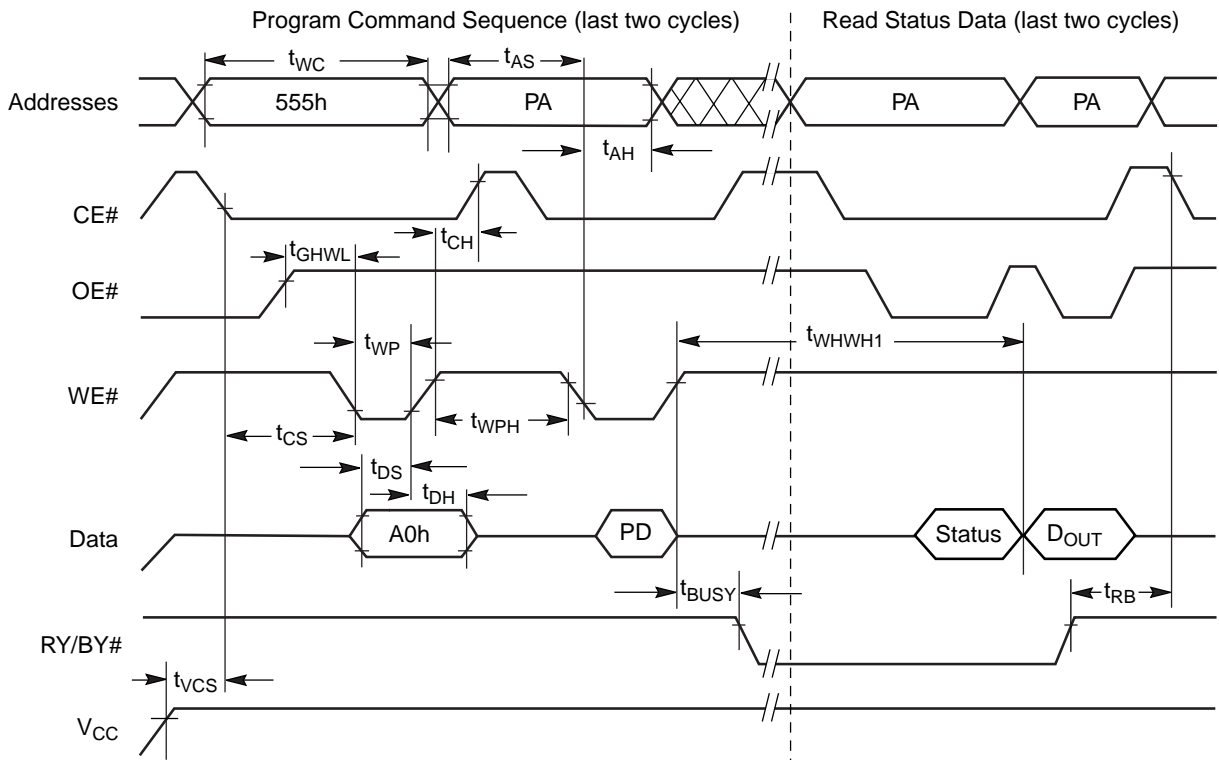 Program Command Sequence (last two cycles)
Read Status Data (last two cycles)
tWC
tAS
Addresses
555h
PA
PA
PA
tAH
CE#
tCH
tGHWL
OE#
tWP
tWHWH1
WE#
tWPH
tCS
tDS
tDH
Data
A0h
PD
Status
DOUT
tBUSY
tRB
RY/BY#
tVCS
VCC